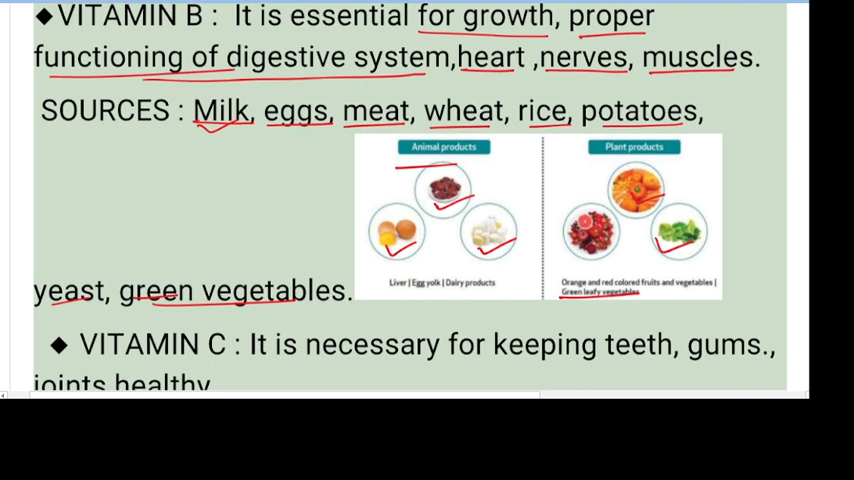 ◆VITAMIN B : It is essential for growth, proper
functioning of digestive system,heart ,nerves, muscles.
SOURCES : Milk, eggs, meat, wheat, rice, potatoes,
Animal products
Plant products
Liver | Egg yolk | Dairy products
Orange and red colored fruits and vegetables |
Green leafy vegetables
yeast, green vegetables.
◆ VITAMIN C : It is necessary for keeping teeth, gums.,
joints healthy